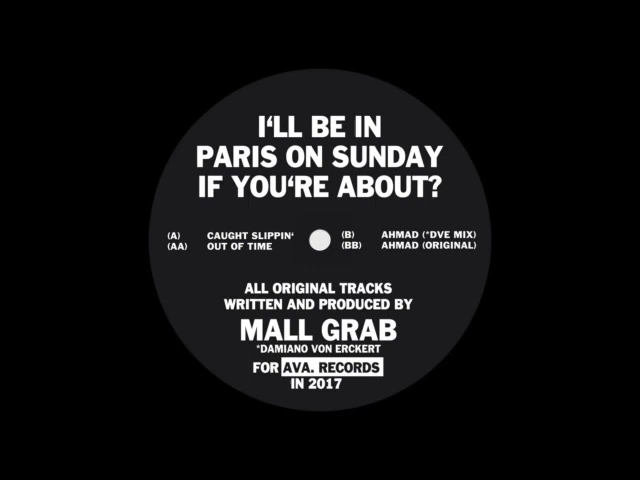 I'LL BE IN
PARIS ON SUNDAY
IF YOU'RE ABOUT?
(A) CAUGHT SLIPPIN' (B) AHMAD (*DVE MIX)
(AA) OUT OF TIME (BB) AHMAD (ORIGINAL)
ALL ORIGINAL TRACKS
WRITTEN AND PRODUCED BY
MALL GRAB
*DAMIANO VON ERCKERT
FOR AVA. RECORDS
IN 2017